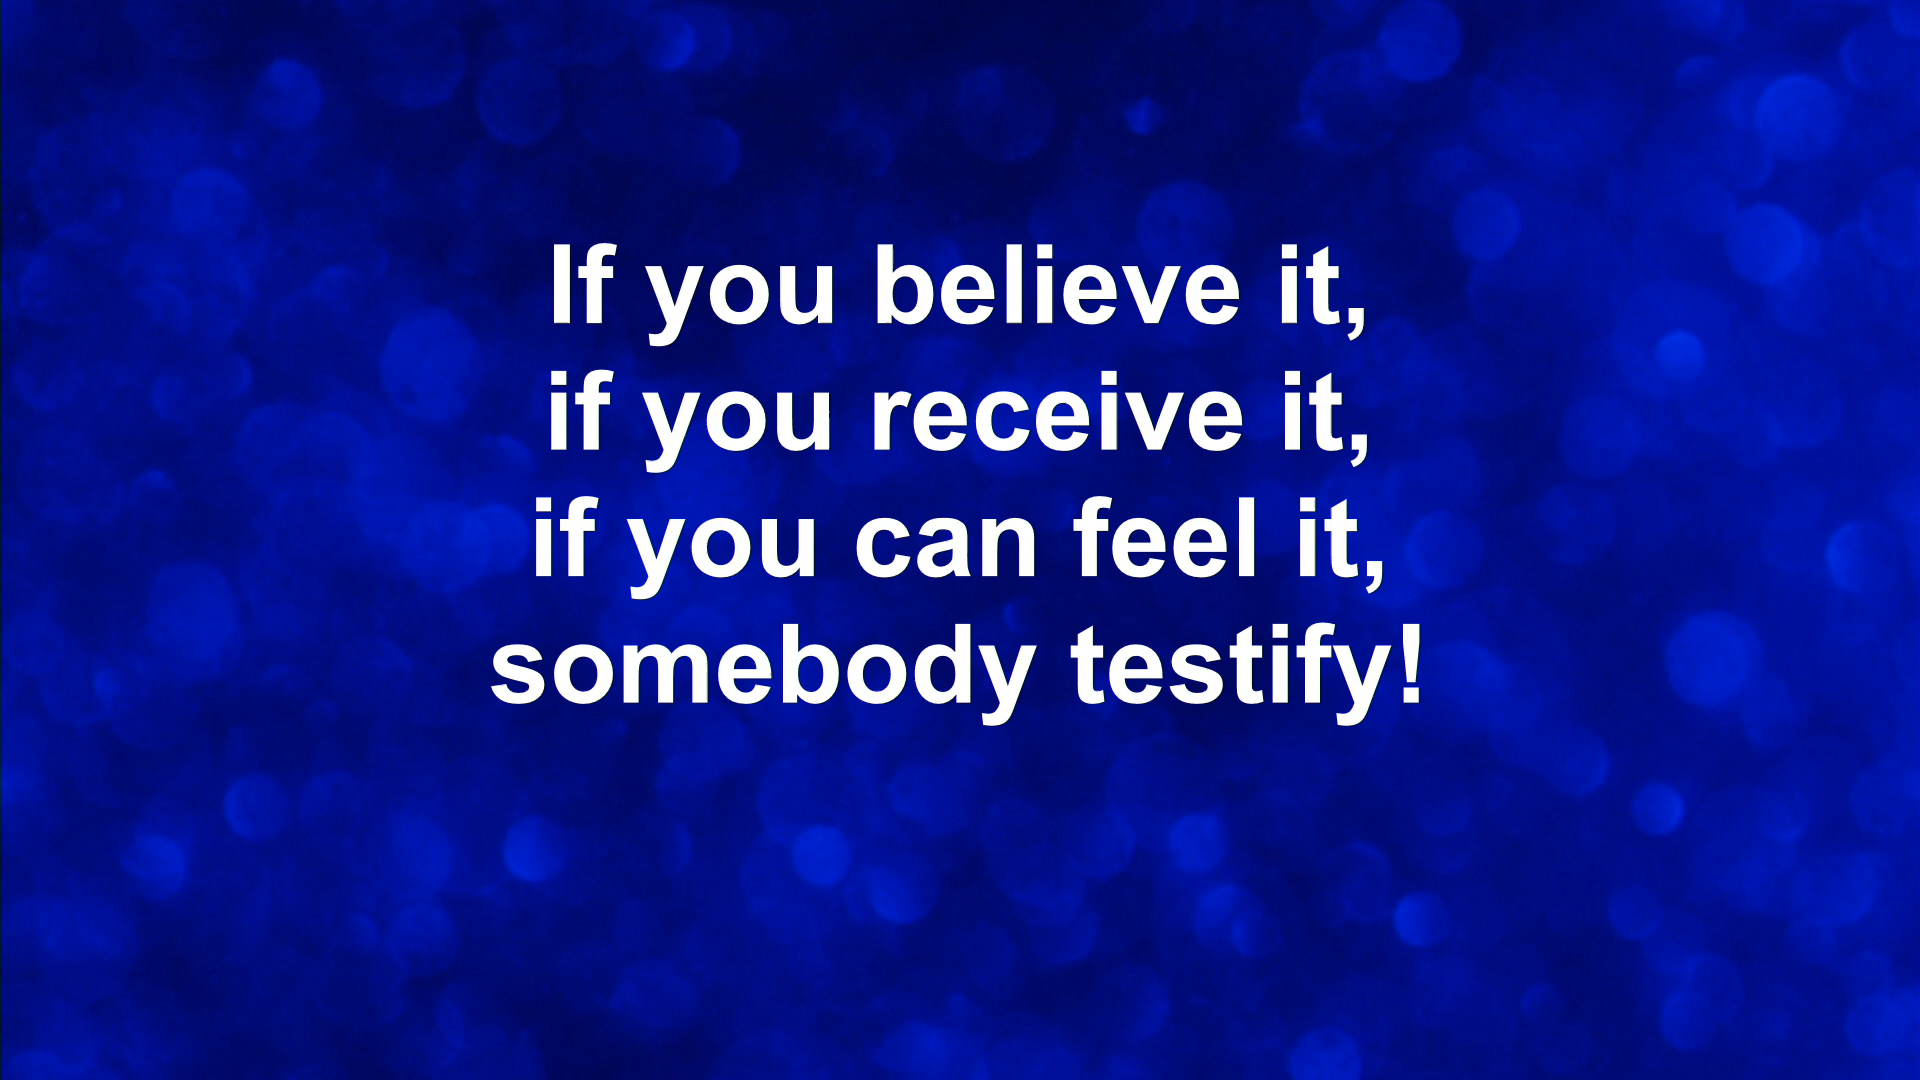 If you believe it,
if you receive it,
if you can feel it,
somebody testify!